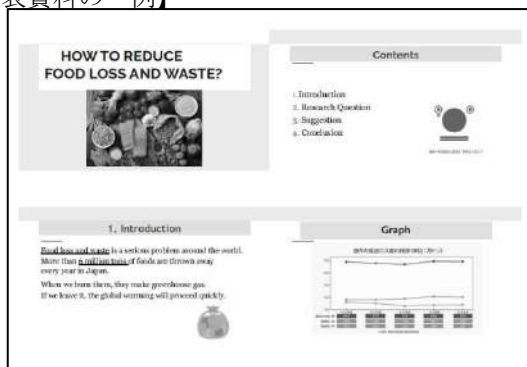 表資料の一例】
HOW TO REDUCE
FOOD LOSS AND WASTE?
Contents
1. Introduction
2. Research Question
3. Suggestion
4. Conclusion
1. Introduction
Food loss and waste is a serious problem around the world.
More than 6 million tons of foods are thrown away
every year in Japan.
When we burn them, they make greenhouse gas.
If we leave it, the global warming will proceed quickly.
Graph